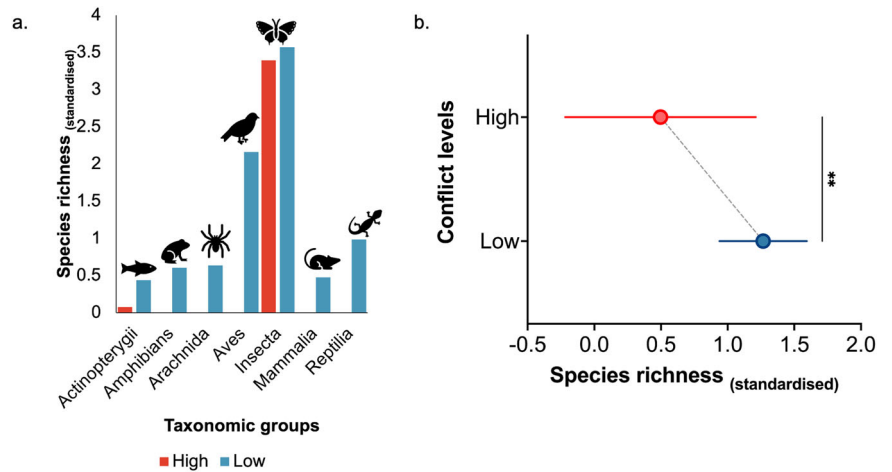 a.
Species richness (standardised)
4
3.5
3
2.5
2
1.5
1
0.5
0
Actinopterygii
Amphibians
Arachnida
Aves
Insecta
Mammalia
Reptilia
Taxonomic groups
High Low
b.
Conflict levels
High
Low
**
-0.5 0.0 0.5 1.0 1.5 2.0
Species richness (standardised)